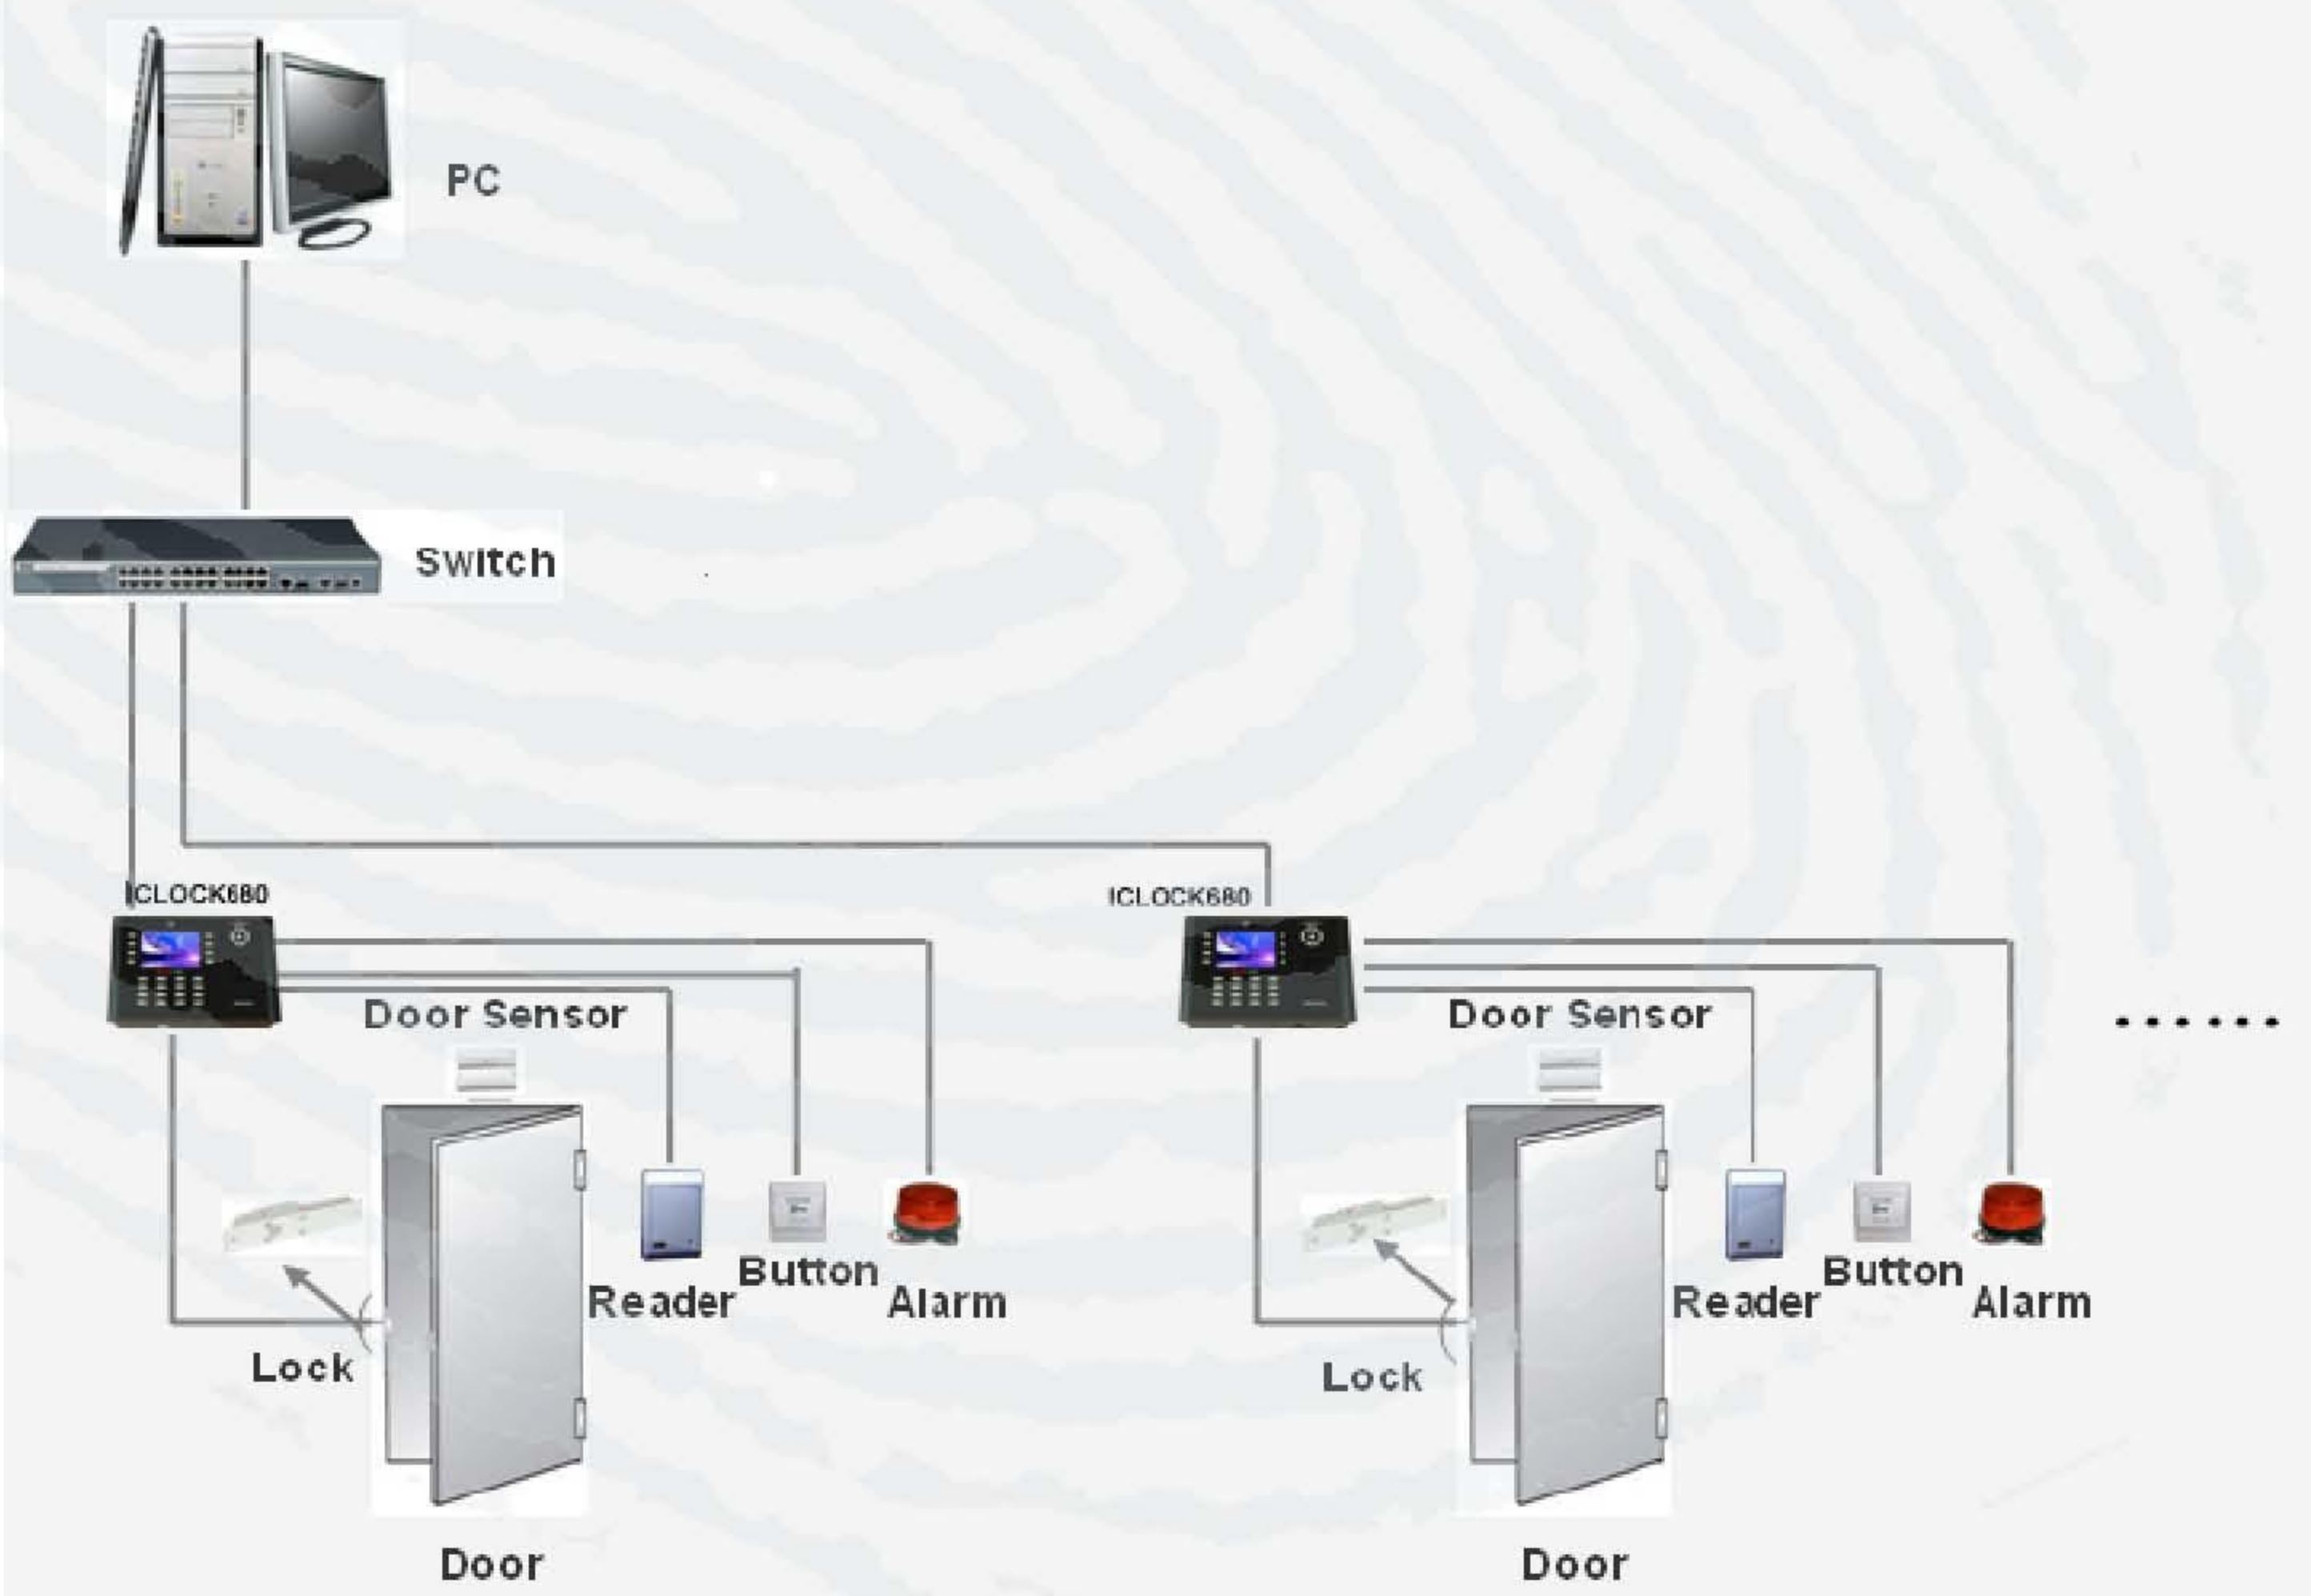 PC
Switch
ICLOCK680
ICLOCK680
Door Sensor
Door Sensor
......
Reader
Button
Alarm
Reader
Button
Alarm
Lock
Lock
Door
Door